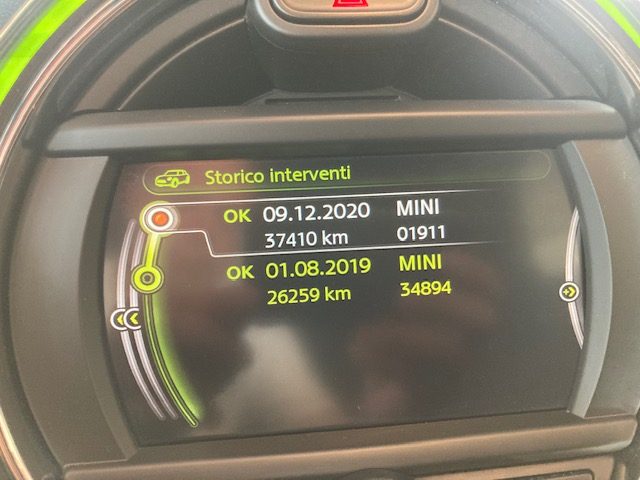 Storico interventi
OK 09.12.2020 MINI
37410 km 01911
OK 01.08.2019 MINI
26259 km 34894